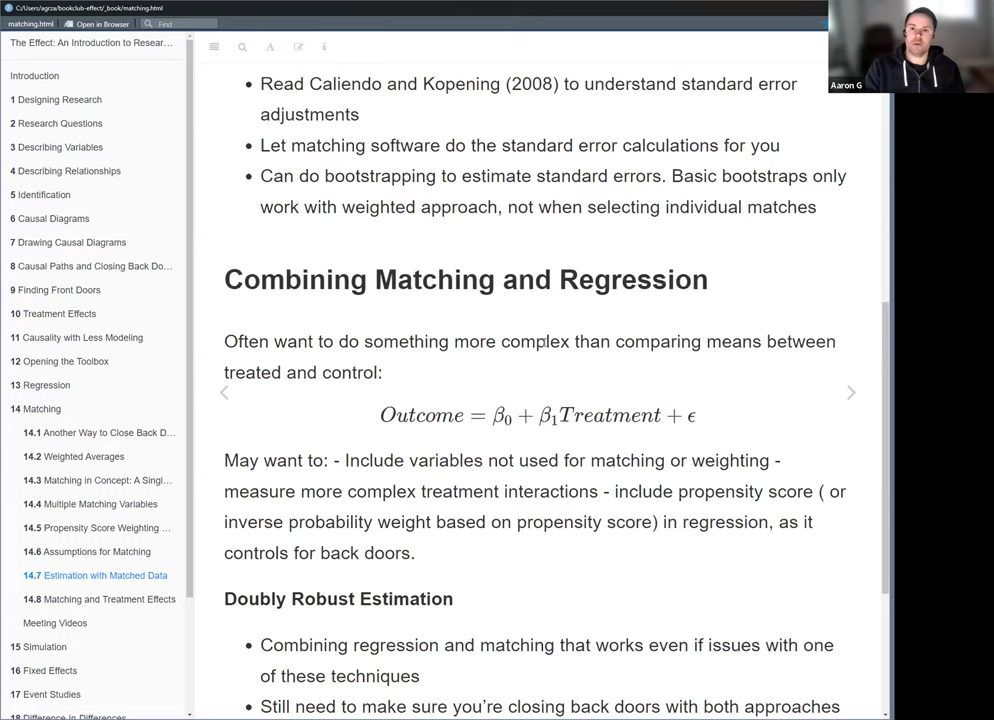 C:/Users/agrza/bookclub-effect/_book/matching.html
matching.html
Open in Browser
Find
The Effect: An Introduction to Resear…
Introduction
1 Designing Research
2 Research Questions
3 Describing Variables
4 Describing Relationships
5 Identification
6 Causal Diagrams
7 Drawing Causal Diagrams
8 Causal Paths and Closing Back Do…
9 Finding Front Doors
10 Treatment Effects
11 Causality with Less Modeling
12 Opening the Toolbox
13 Regression
14 Matching
14.1 Another Way to Close Back D…
14.2 Weighted Averages
14.3 Matching in Concept: A Singl…
14.4 Multiple Matching Variables
14.5 Propensity Score Weighting …
14.6 Assumptions for Matching
14.7 Estimation with Matched Data
14.8 Matching and Treatment Effects
Meeting Videos
15 Simulation
16 Fixed Effects
17 Event Studies
18 Difference in Differences
A
i
• Read Caliendo and Kopening (2008) to understand standard error
adjustments
• Let matching software do the standard error calculations for you
• Can do bootstrapping to estimate standard errors. Basic bootstraps only
work with weighted approach, not when selecting individual matches
Combining Matching and Regression
Often want to do something more complex than comparing means between
treated and control:
Outcome = β₀ + β₁Treatment + ϵ
May want to: - Include variables not used for matching or weighting -
measure more complex treatment interactions - include propensity score ( or
inverse probability weight based on propensity score) in regression, as it
controls for back doors.
Doubly Robust Estimation
• Combining regression and matching that works even if issues with one
of these techniques
• Still need to make sure you're closing back doors with both approaches
Aaron G